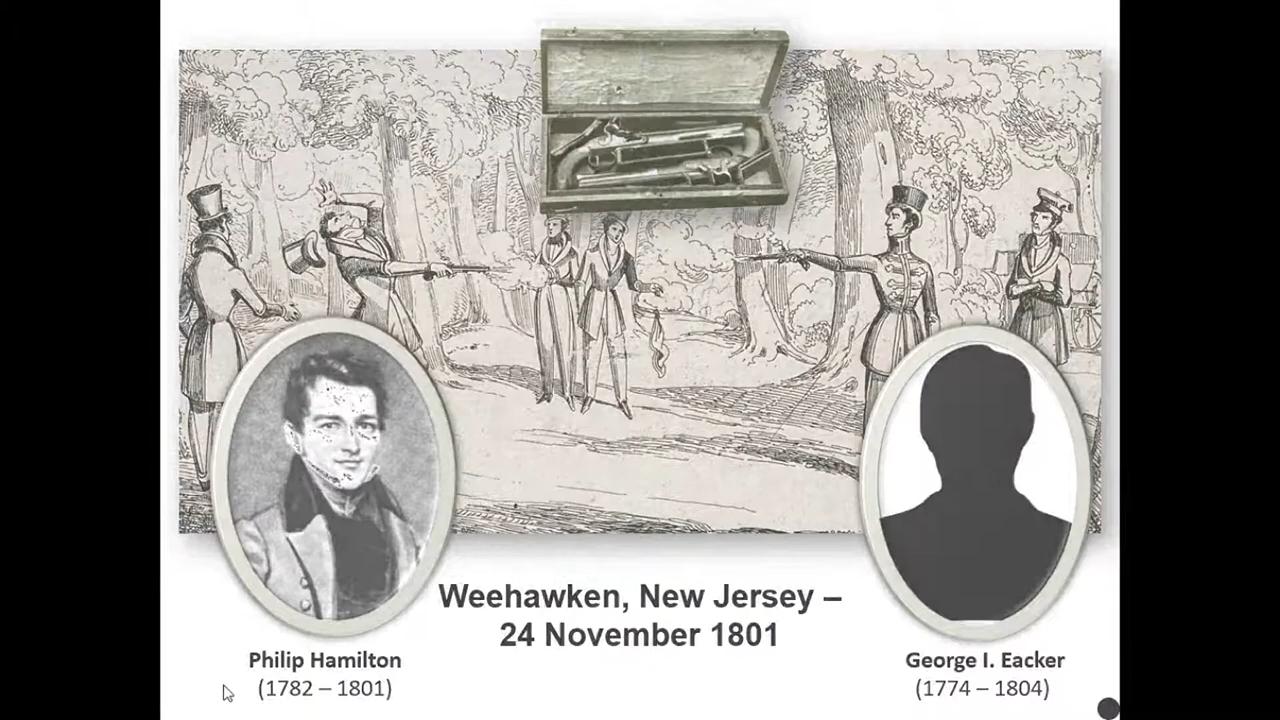 Weehawken, New Jersey –
24 November 1801
Philip Hamilton
(1782 – 1801)
George I. Eacker
(1774 – 1804)